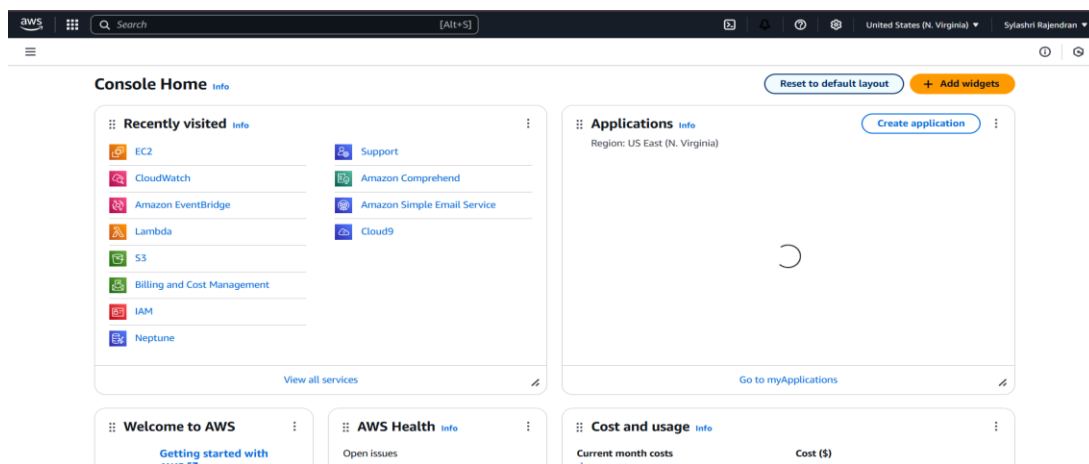 aws
Search [Alt+S]
United States (N. Virginia) ▼
Sylashri Rajendran ▼
Console Home Info
Reset to default layout
+ Add widgets
Recently visited Info
EC2
CloudWatch
Amazon EventBridge
Lambda
S3
Billing and Cost Management
IAM
Neptune
Support
Amazon Comprehend
Amazon Simple Email Service
Cloud9
View all services
Applications Info
Create application
Region: US East (N. Virginia)
Go to myApplications
Welcome to AWS
Getting started with
AWS Health Info
Open issues
Cost and usage Info
Current month costs
Cost ($)